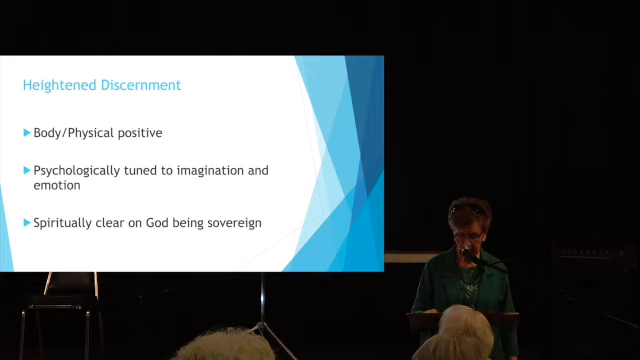 Heightened Discernment
Body/Physical positive
Psychologically tuned to imagination and
emotion
Spiritually clear on God being sovereign